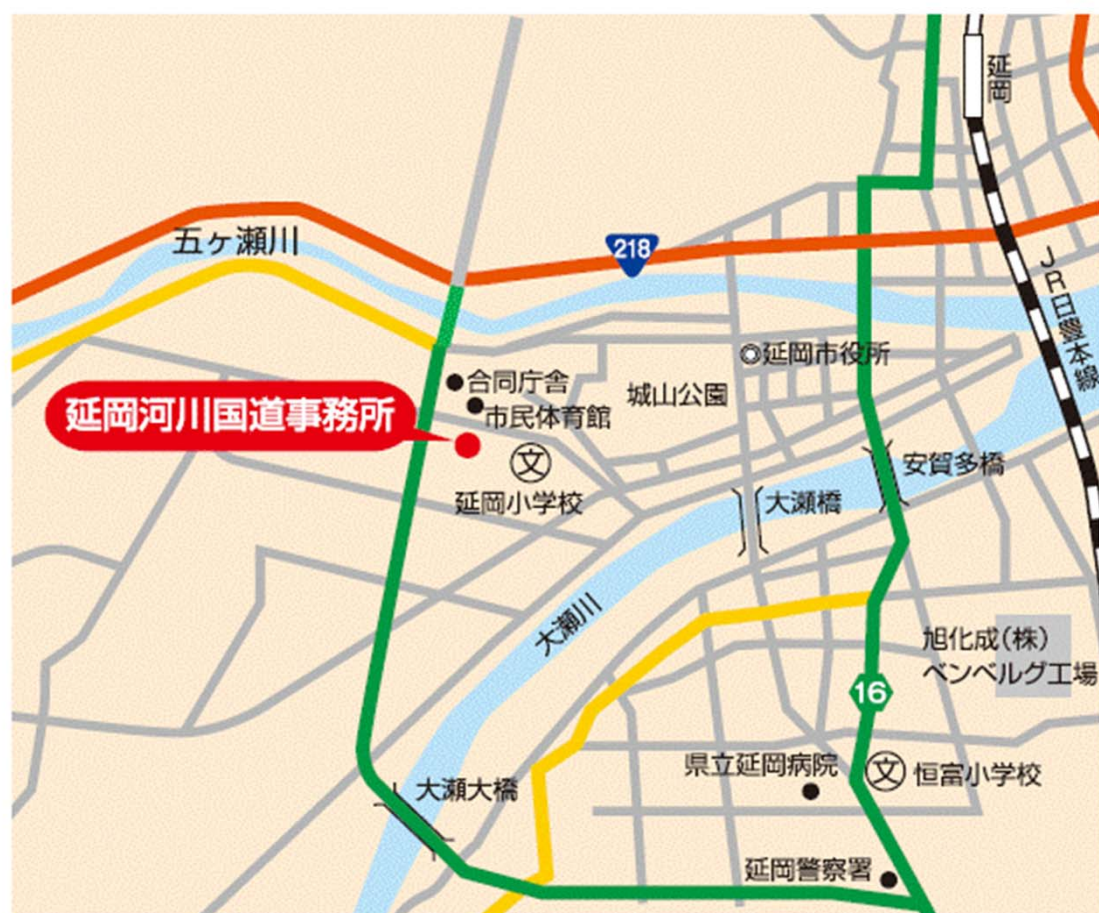 延岡
五ヶ瀬川
218
JR日豊本線
◎延岡市役所
合同庁舎
城山公園
延岡河川国道事務所
市民体育館
文
延岡小学校
安賀多橋
大瀬橋
大瀬川
旭化成(株)
ベンベルグ工場
16
県立延岡病院
文
恒富小学校
大瀬大橋
延岡警察署